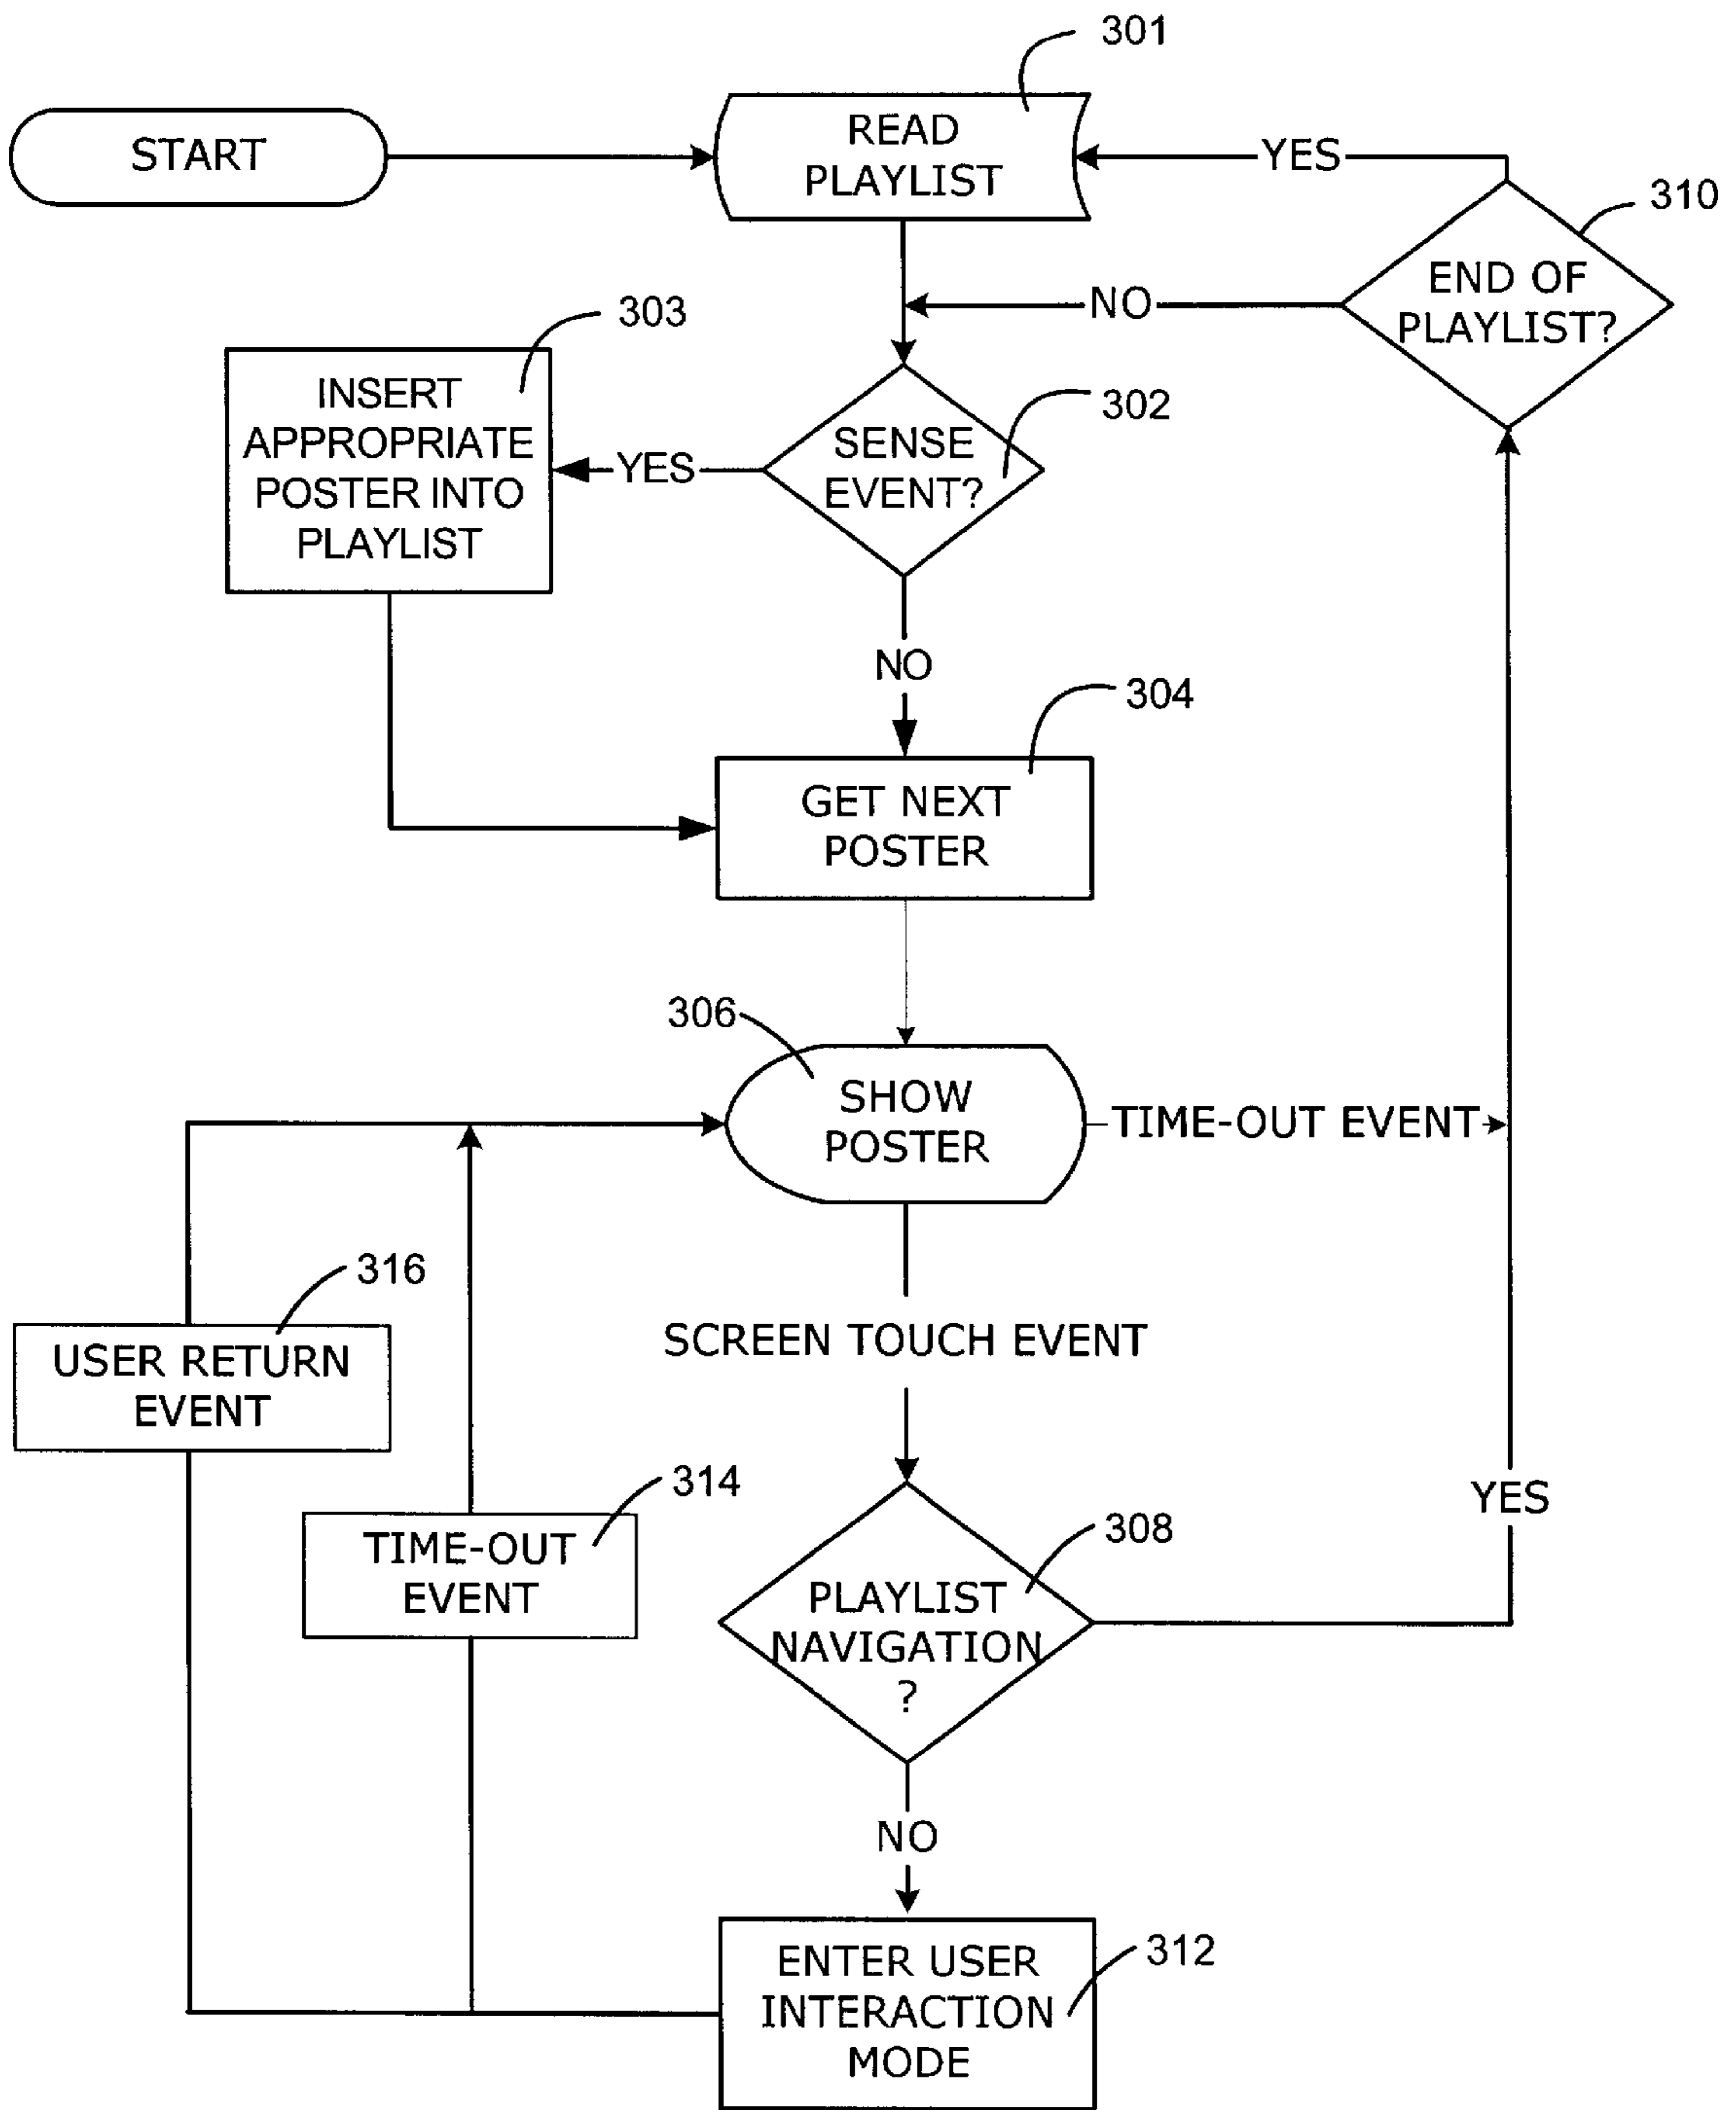 301
START
READ
PLAYLIST
YES
310
END OF
PLAYLIST?
NO
303
INSERT
APPROPRIATE
POSTER INTO
PLAYLIST
YES
302
SENSE
EVENT?
NO
304
GET NEXT
POSTER
306
SHOW
POSTER
TIME-OUT EVENT
316
USER RETURN
EVENT
SCREEN TOUCH EVENT
314
TIME-OUT
EVENT
308
PLAYLIST
NAVIGATION
?
YES
NO
312
ENTER USER
INTERACTION
MODE